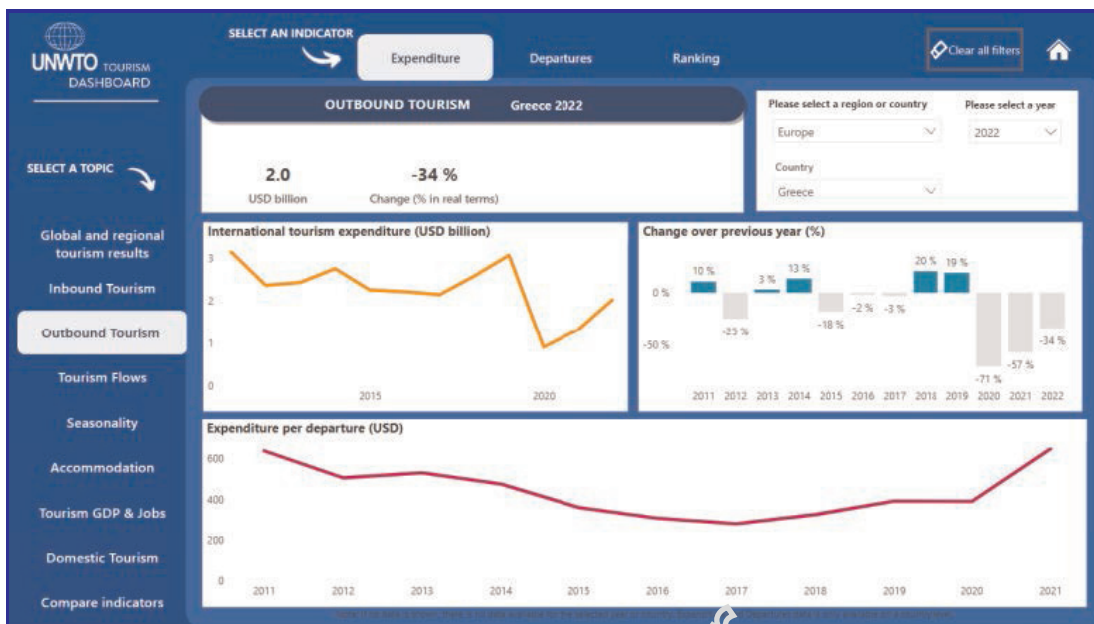 UNWTO TOURISM
DASHBOARD
SELECT AN INDICATOR
Expenditure
Departures
Ranking
Clear all filters
SELECT A TOPIC
Global and regional
tourism results
Inbound Tourism
Outbound Tourism
Tourism Flows
Seasonality
Accommodation
Tourism GDP & Jobs
Domestic Tourism
Compare indicators
OUTBOUND TOURISM Greece 2022
2.0
USD billion
-34 %
Change (% in real terms)
Please select a region or country
Europe
Please select a year
2022
Country
Greece
International tourism expenditure (USD billion)
3
2
1
0
2015 2020
Change over previous year (%)
0 %
-50 %
10 %
-23 %
3 %
13 %
-18 %
-2 %
-3 %
20 %
19 %
-71 %
-57 %
-34 %
2011 2012 2013 2014 2015 2016 2017 2018 2019 2020 2021 2022
Expenditure per departure (USD)
600
400
200
0
2011 2012 2013 2014 2015 2016 2017 2018 2019 2020 2021